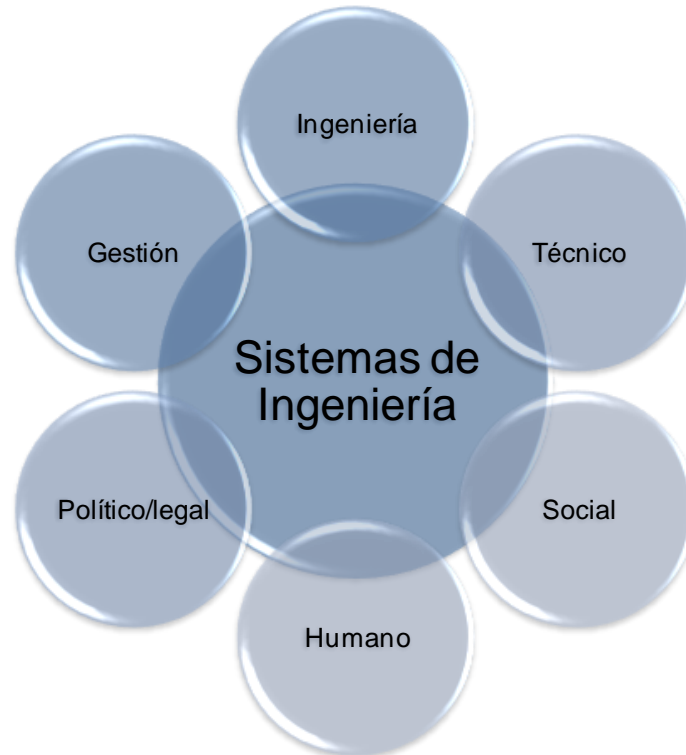 Ingeniería
Gestión
Técnico
Sistemas de
Ingeniería
Político/legal
Social
Humano